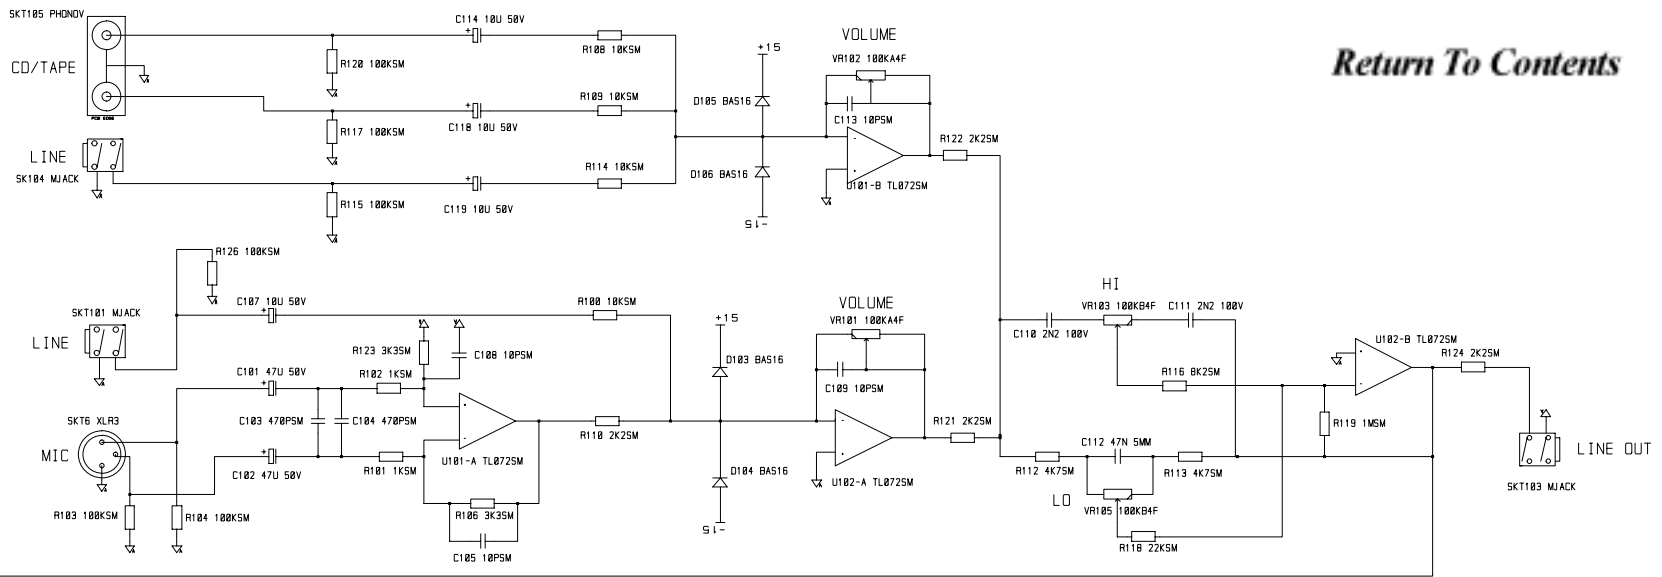 SKT105 PHONOV
CD/TAPE
PCB EDGE
LINE
SK104 MJACK
R120 100KSM
R117 100KSM
R115 100KSM
C114 10U 50V
C118 10U 50V
C119 10U 50V
R108 10KSM
R109 10KSM
R114 10KSM
+15
D105 BAS16
D106 BAS16
-15
VOLUME
VR102 100KA4F
C113 10PSM
U101-B TL072SM
R122 2K2SM
Return To Contents
R126 100KSM
SKT101 MJACK
LINE
C107 10U 50V
R100 10KSM
C101 47U 50V
R123 3K3SM
C108 10PSM
R102 1KSM
SKT6 XLR3
MIC
C103 470PSM
C104 470PSM
C102 47U 50V
R101 1KSM
U101-A TL072SM
R103 100KSM
R104 100KSM
R106 3K3SM
C105 10PSM
R110 2K2SM
+15
D103 BAS16
D104 BAS16
-15
VOLUME
VR101 100KA4F
C109 10PSM
U102-A TL072SM
R121 2K2SM
HI
VR103 100KB4F
C111 2N2 100V
C110 2N2 100V
R116 8K2SM
C112 47N 5MM
R112 4K7SM
R113 4K7SM
LO
VR105 100KB4F
R118 22KSM
R119 1MSM
U102-B TL072SM
R124 2K2SM
LINE OUT
SKT103 MJACK